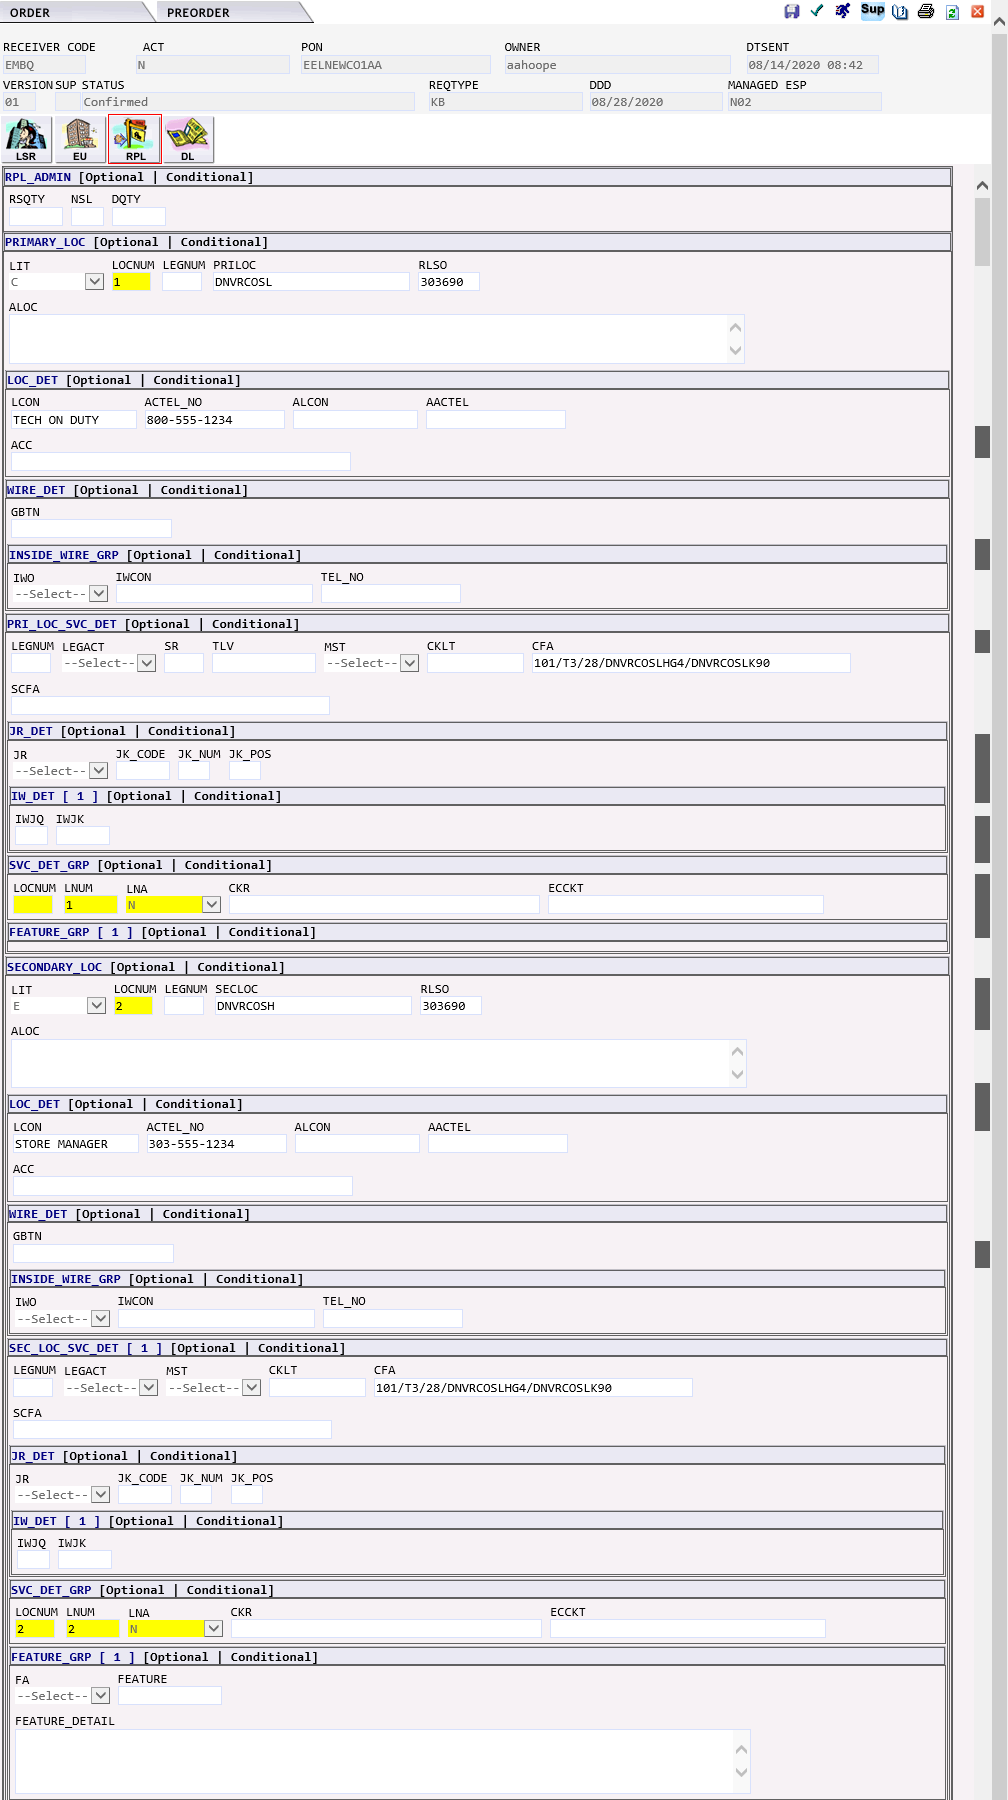 ORDER PREORDER Sup
RECEIVER CODE ACT PON OWNER DTSENT
EMBQ N EELNEWCO1AA aahoope 08/14/2020 08:42
VERSION SUP STATUS REQTYPE DDD MANAGED ESP
01 Confirmed KB 08/28/2020 N02
LSR EU RPL DL
RPL_ADMIN [Optional | Conditional]
RSQTY NSL DQTY
PRIMARY_LOC [Optional | Conditional]
LIT LOCNUM LEGNUM PRILOC RLSO
C 1 DNVRCOSL 303690
ALOC
LOC_DET [Optional | Conditional]
LCON ACTEL_NO ALCON AACTEL
TECH ON DUTY 800-555-1234
ACC
WIRE_DET [Optional | Conditional]
GBTN
INSIDE_WIRE_GRP [Optional | Conditional]
IWO IWCON TEL_NO
--Select--
PRI_LOC_SVC_DET [Optional | Conditional]
LEGNUM LEGACT SR TLV MST CKLT CFA
--Select-- --Select-- 101/T3/28/DNVRCOSLHG4/DNVRCOSLK90
SCFA
JR_DET [Optional | Conditional]
JR JK_CODE JK_NUM JK_POS
--Select--
IW_DET [ 1 ] [Optional | Conditional]
IWJQ IWJK
SVC_DET_GRP [Optional | Conditional]
LOCNUM LNUM LNA CKR ECCKT
1 N
FEATURE_GRP [ 1 ] [Optional | Conditional]
SECONDARY_LOC [Optional | Conditional]
LIT LOCNUM LEGNUM SECLOC RLSO
E 2 DNVRCOSH 303690
ALOC
LOC_DET [Optional | Conditional]
LCON ACTEL_NO ALCON AACTEL
STORE MANAGER 303-555-1234
ACC
WIRE_DET [Optional | Conditional]
GBTN
INSIDE_WIRE_GRP [Optional | Conditional]
IWO IWCON TEL_NO
--Select--
SEC_LOC_SVC_DET [ 1 ] [Optional | Conditional]
LEGNUM LEGACT MST CKLT CFA
--Select-- --Select-- 101/T3/28/DNVRCOSLHG4/DNVRCOSLK90
SCFA
JR_DET [Optional | Conditional]
JR JK_CODE JK_NUM JK_POS
--Select--
IW_DET [ 1 ] [Optional | Conditional]
IWJQ IWJK
SVC_DET_GRP [Optional | Conditional]
LOCNUM LNUM LNA CKR ECCKT
2 2 N
FEATURE_GRP [ 1 ] [Optional | Conditional]
FA FEATURE
--Select--
FEATURE_DETAIL